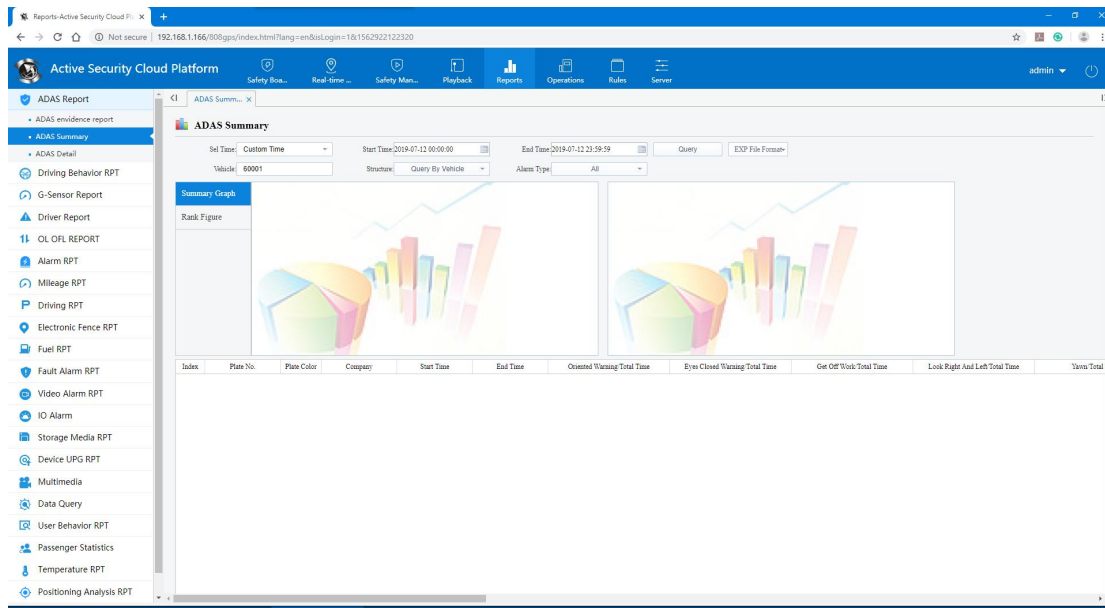 Reports-Active Security Cloud Pl
Not secure | 192.168.1.166/808gps/index.html?lang=en&isLogin=1&t1562922122320
Active Security Cloud Platform
Safety Boa... Real-time ... Safety Man... Playback Reports Operations Rules Server
admin
ADAS Report
ADAS envidence report
ADAS Summary
ADAS Detail
Driving Behavior RPT
G-Sensor Report
Driver Report
OL OFL REPORT
Alarm RPT
Mileage RPT
Driving RPT
Electronic Fence RPT
Fuel RPT
Fault Alarm RPT
Video Alarm RPT
IO Alarm
Storage Media RPT
Device UPG RPT
Multimedia
Data Query
User Behavior RPT
Passenger Statistics
Temperature RPT
Positioning Analysis RPT
ADAS Summ... x
ADAS Summary
Sel Time: Custom Time Start Time: 2019-07-12 00:00:00 End Time: 2019-07-12 23:59:59 Query EXP File Format
Vehicle: 60001 Structure: Query By Vehicle Alarm Type: All
Summary Graph
Rank Figure
Index Plate No. Plate Color Company Start Time End Time Oriented Warning/Total Time Eyes Closed Warning/Total Time Get Off Work/Total Time Look Right And Left/Total Time Yawn/Total